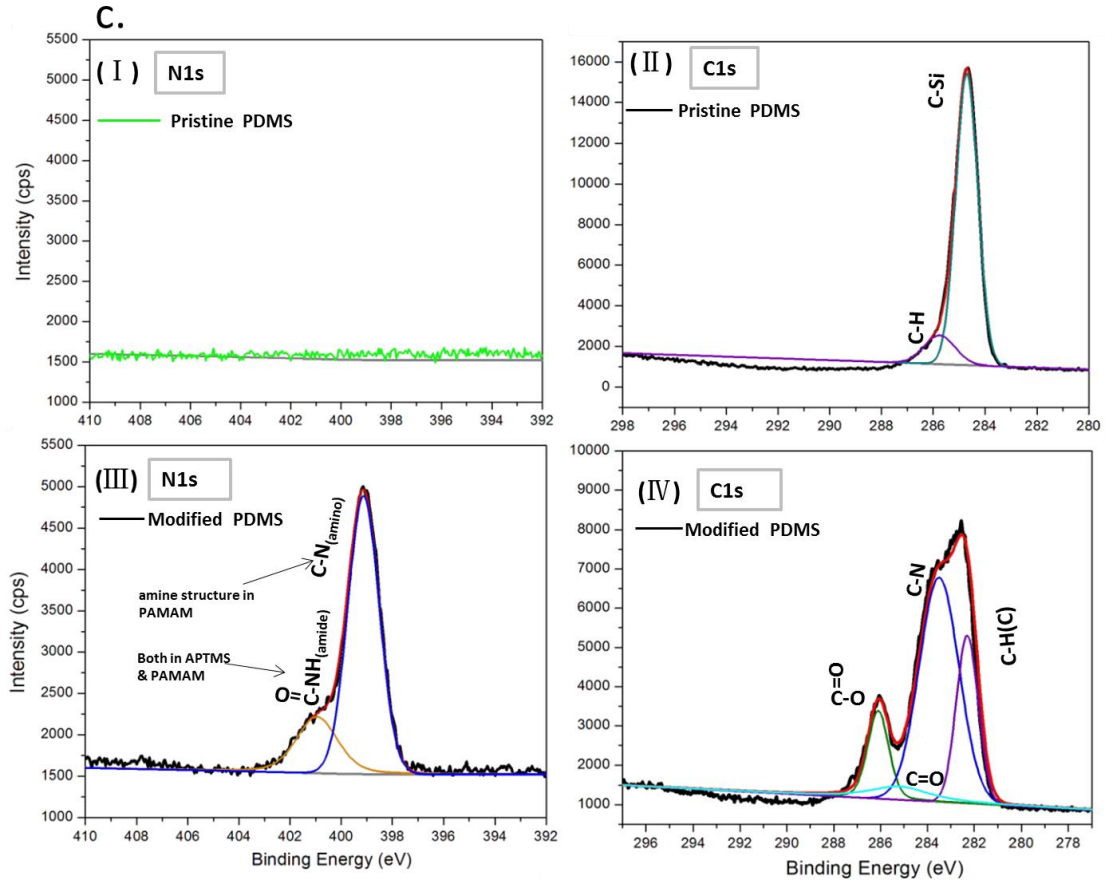 C.
(Ⅰ) N1s
Pristine PDMS
Intensity (cps)
5500
5000
4500
4000
3500
3000
2500
2000
1500
1000
410 408 406 404 402 400 398 396 394 392
(Ⅱ) C1s
Pristine PDMS
C-Si
C-H
16000
14000
12000
10000
8000
6000
4000
2000
0
298 296 294 292 290 288 286 284 282 280
(Ⅲ) N1s
Modified PDMS
C-N(amino)
amine structure in
PAMAM
Both in APTMS
& PAMAM
O=C-NH(amide)
Intensity (cps)
5500
5000
4500
4000
3500
3000
2500
2000
1500
1000
410 408 406 404 402 400 398 396 394 392
Binding Energy (eV)
(Ⅳ) C1s
Modified PDMS
C-N
C-H(C)
O
C-O
C=O
10000
9000
8000
7000
6000
5000
4000
3000
2000
1000
296 294 292 290 288 286 284 282 280 278
Binding Energy (eV)